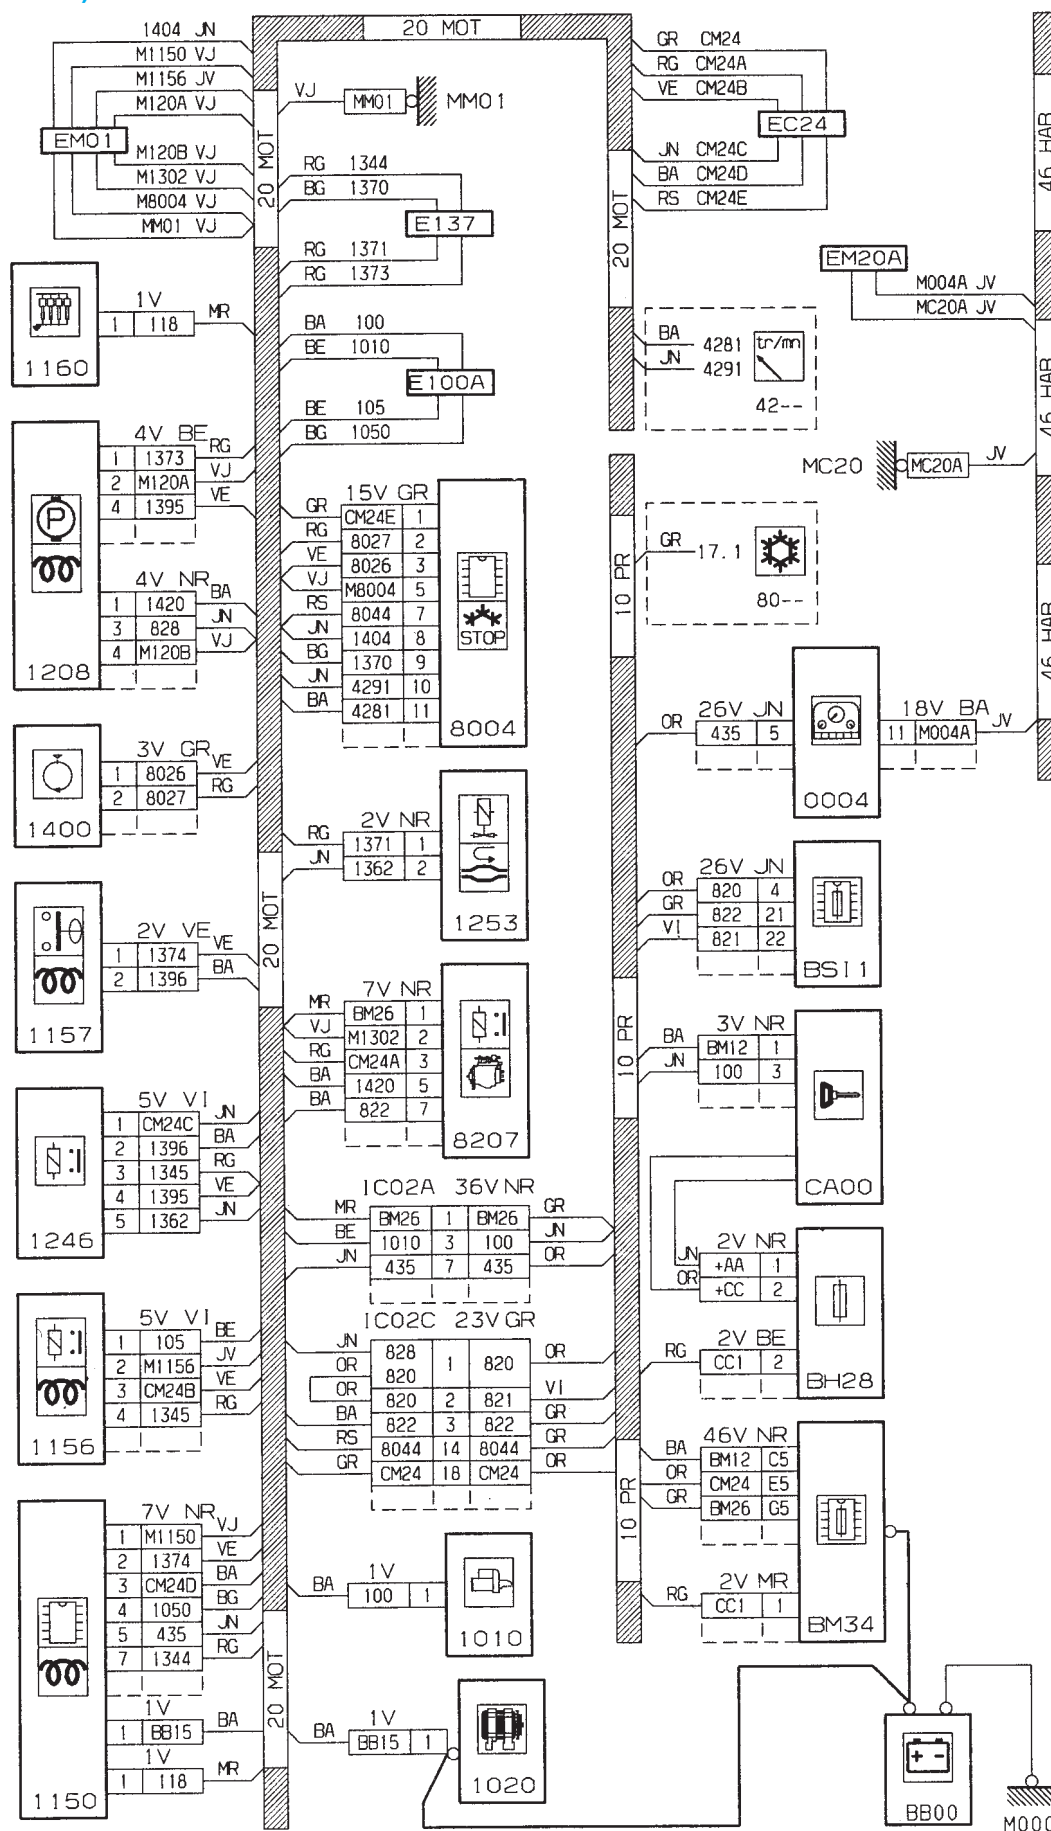 20 MOT
1404 JN
M1150 VJ
M1156 JV
M120A VJ
EM01
M120B VJ
M1302 VJ
M8004 VJ
MM01 VJ
20 MOT
VJ MM01 MM01
RG 1344
BG 1370
E137
RG 1371
RG 1373
BA 100
BE 1010
E100A
BE 105
BG 1050
GR CM24
RG CM24A
VE CM24B
EC24
JN CM24C
BA CM24D
RS CM24E
20 MOT
46 HAR
EM20A
M004A JV
MC20A JV
BA 4281
JN 4291
tr/mn
42--
46 HAR
MC20 MC20A JV
10 PR
GR 17.1
80--
46 HAR
1V
1 118 MR
1160
4V BE
1 1373 RG
2 M120A VJ
4 1395 VE
4V NR
1 1420 BA
3 828 JN
4 M120B VJ
1208
3V GR
1 8026 VE
2 8027 RG
1400
2V VE
1 1374 VE
2 1396 BA
1157
20 MOT
5V VI
1 CM24C JN
2 1396 BA
3 1345 RG
4 1395 VE
5 1362 JN
1246
5V VI
1 105 BE
2 M1156 JV
3 CM24B VE
4 1345 RG
1156
7V NR
1 M1150 VJ
2 1374 VE
3 CM24D BA
4 1050 BG
5 435 JN
7 1344 RG
1V
1 BB15 BA
1V
1 118 MR
1150
20 MOT
15V GR
GR CM24E 1
RG 8027 2
VE 8026 3
VJ M8004 5
RS 8044 7
JN 1404 8
BG 1370 9
JN 4291 10
BA 4281 11
STOP
8004
2V NR
RG 1371 1
JN 1362 2
1253
7V NR
MR BM26 1
VJ M1302 2
RG CM24A 3
BA 1420 5
BA 822 7
8207
IC02A 36V NR
MR BM26 1 BM26 GR
BE 1010 3 100 JN
JN 435 7 435 OR
IC02C 23V GR
JN 828 1 820 OR
OR 820
OR 820 2 821 VI
BA 822 3 822 GR
RS 8044 14 8044 GR
GR CM24 18 CM24 OR
1V
BA 100 1
1010
1V
BA BB15 1
1020
26V JN
OR 435 5
18V BA
11 M004A JV
0004
26V JN
OR 820 4
GR 822 21
VI 821 22
BSI1
10 PR
3V NR
BA BM12 1
JN 100 3
CA00
2V NR
JN +AA 1
OR +CC 2
2V BE
RG CC1 2
BH28
46V NR
BA BM12 C5
OR CM24 E5
GR BM26 G5
10 PR
2V MR
RG CC1 1
BM34
BB00
M000